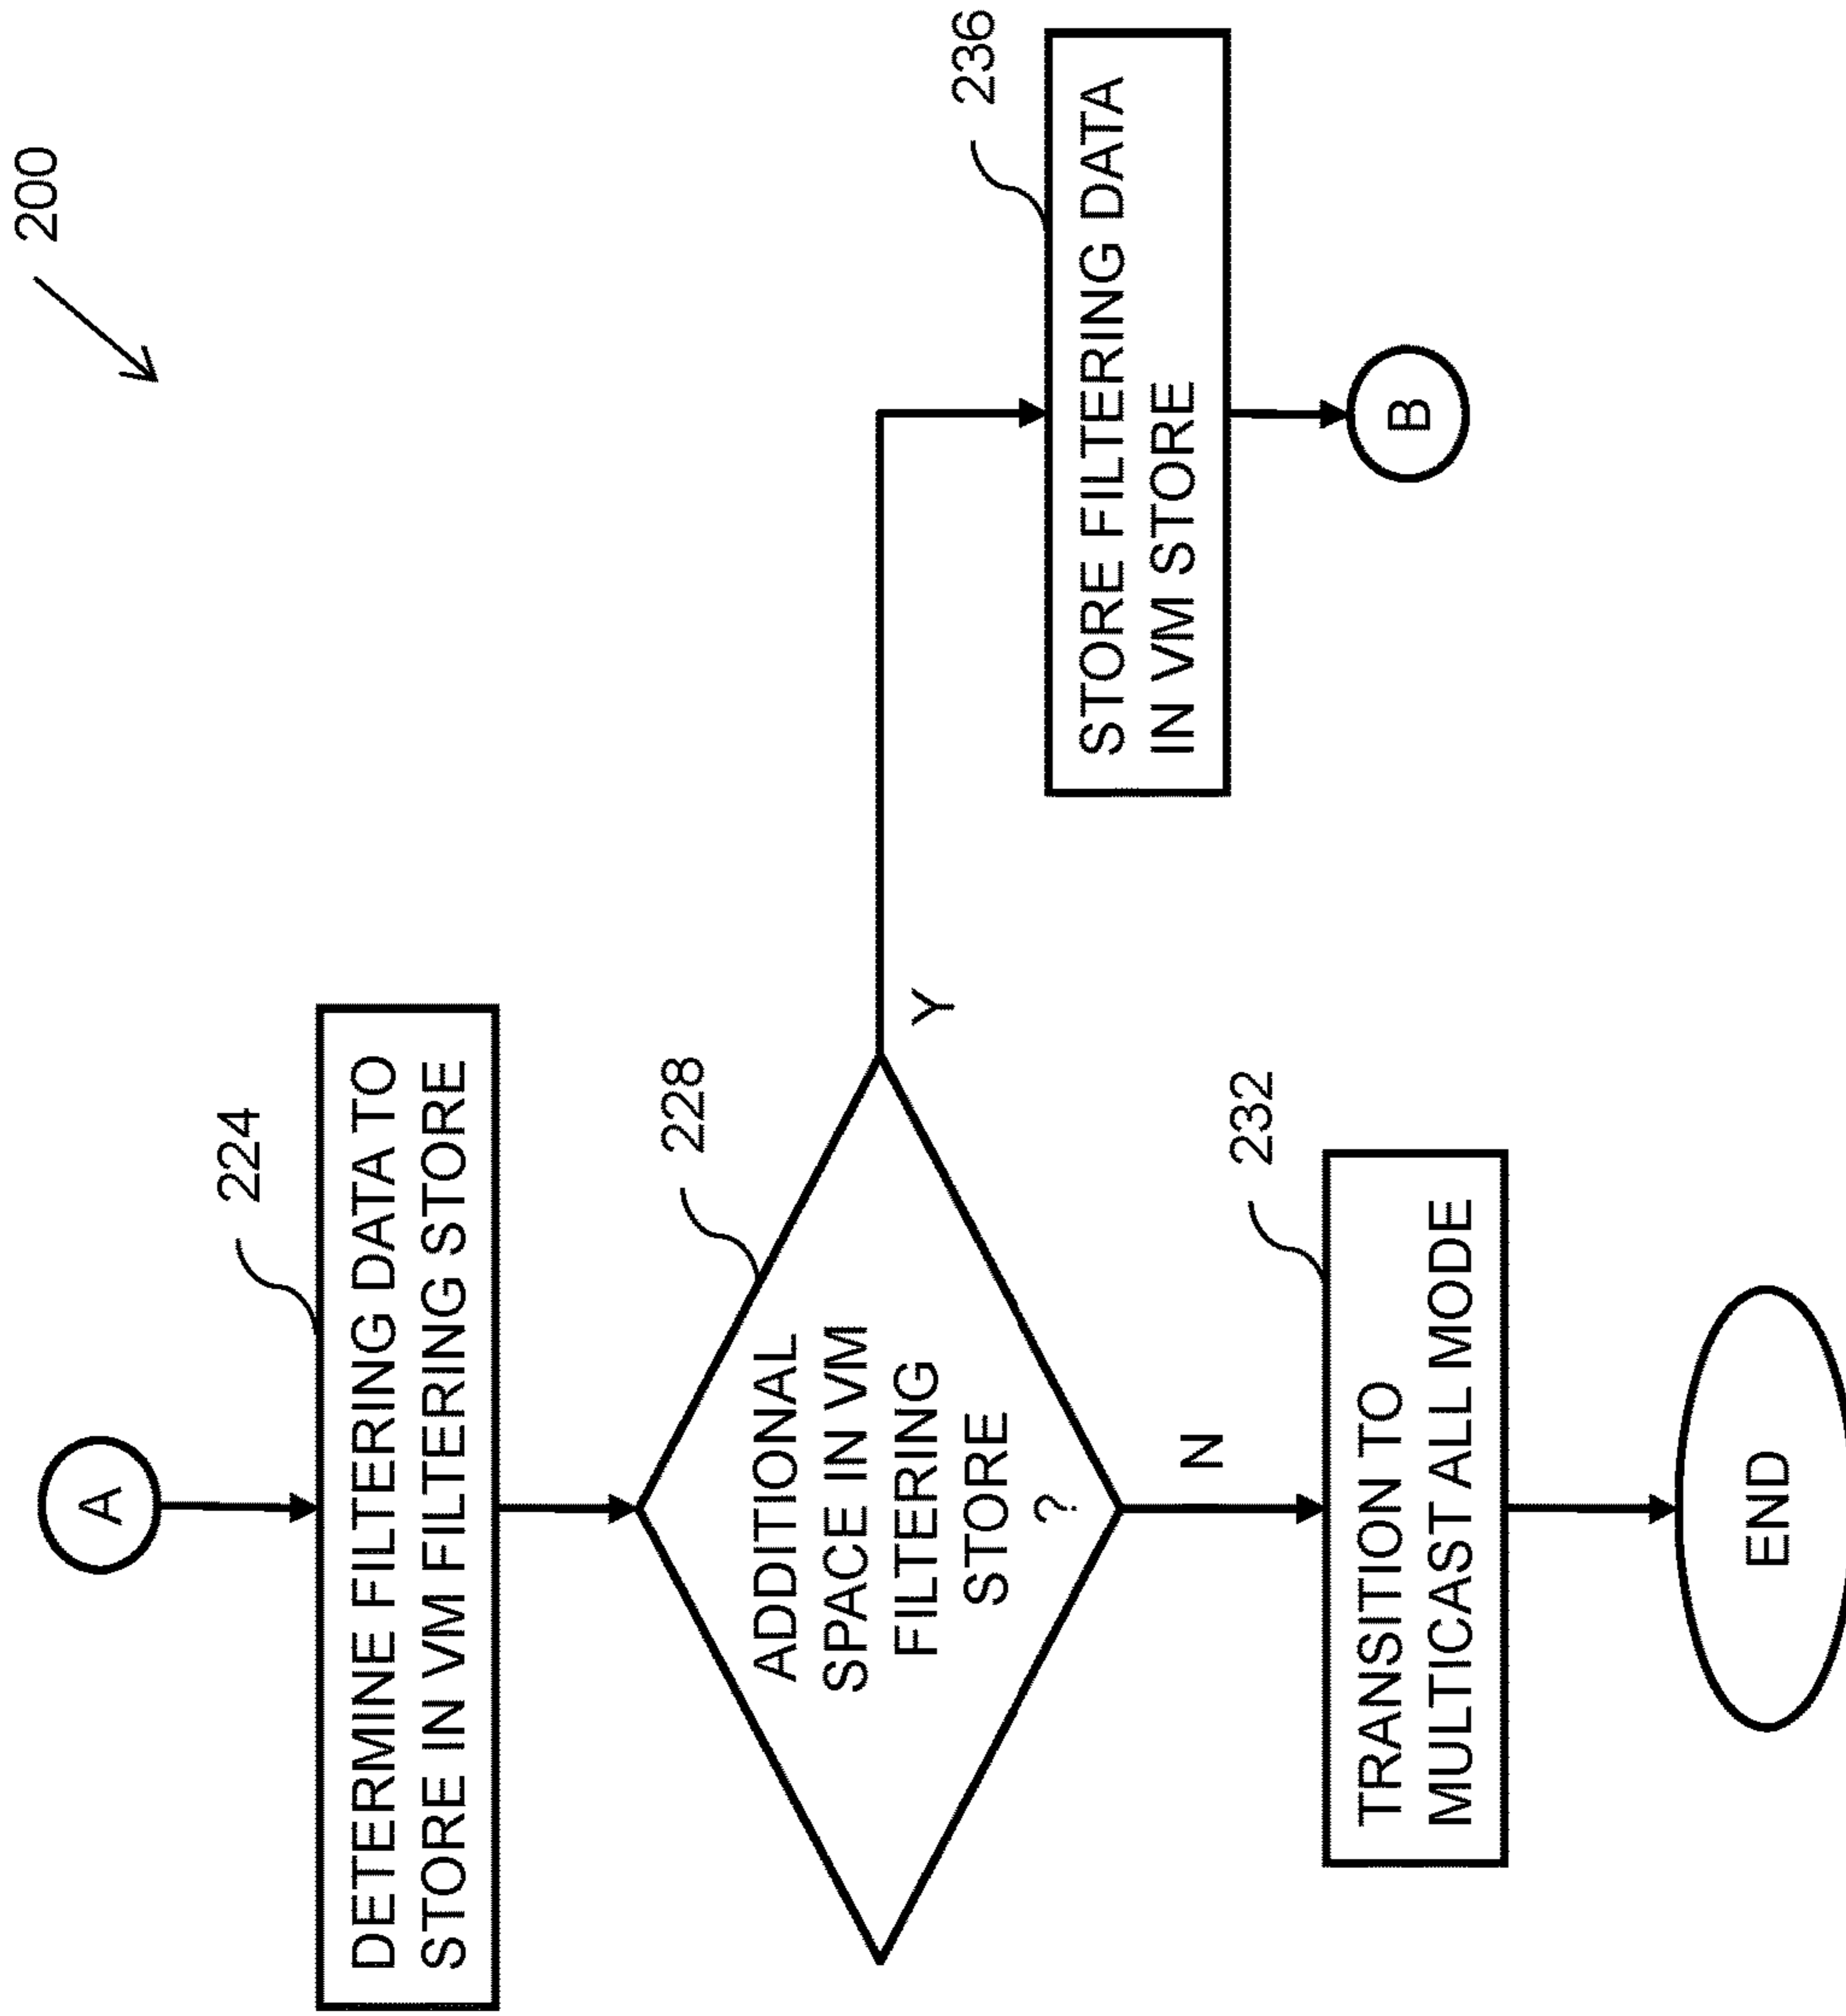 200
A
224
DETERMINE FILTERING DATA TO
STORE IN VM FILTERING STORE
228
ADDITIONAL
SPACE IN VM
FILTERING
STORE
?
Y
N
236
STORE FILTERING DATA
IN VM STORE
B
232
TRANSITION TO
MULTICAST ALL MODE
END